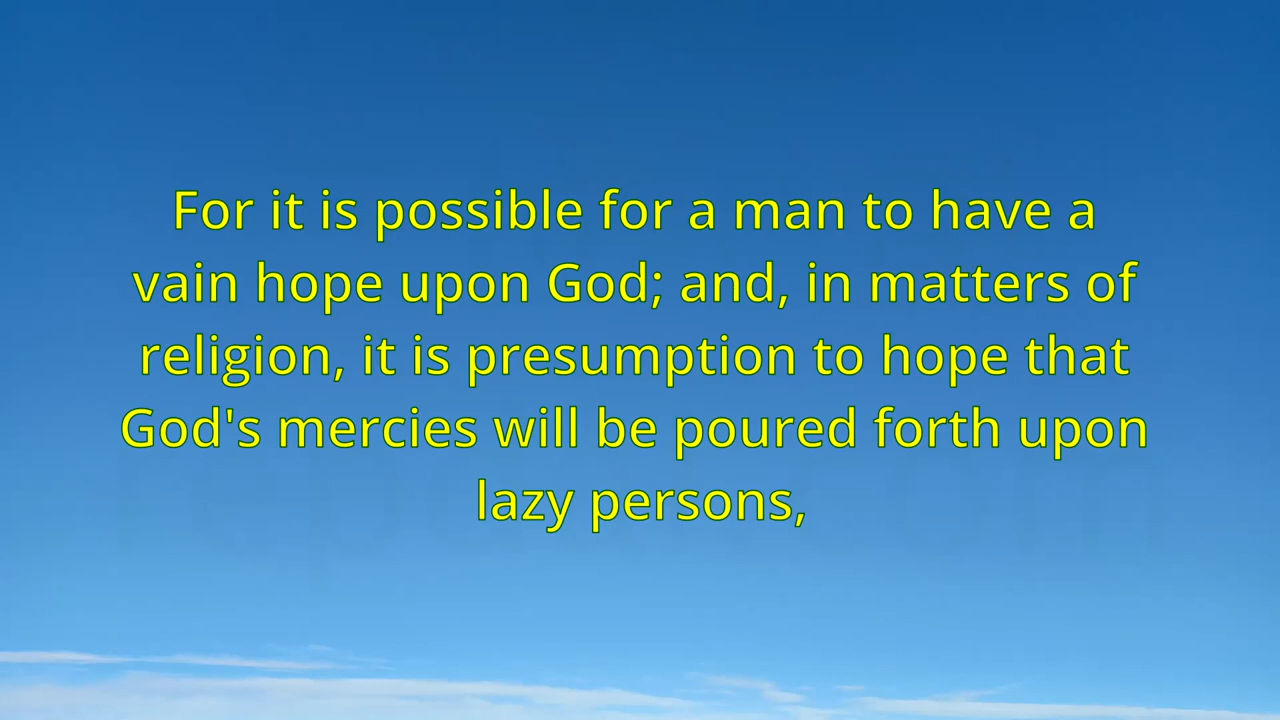 For it is possible for a man to have a
vain hope upon God; and, in matters of
religion, it is presumption to hope that
God's mercies will be poured forth upon
lazy persons,